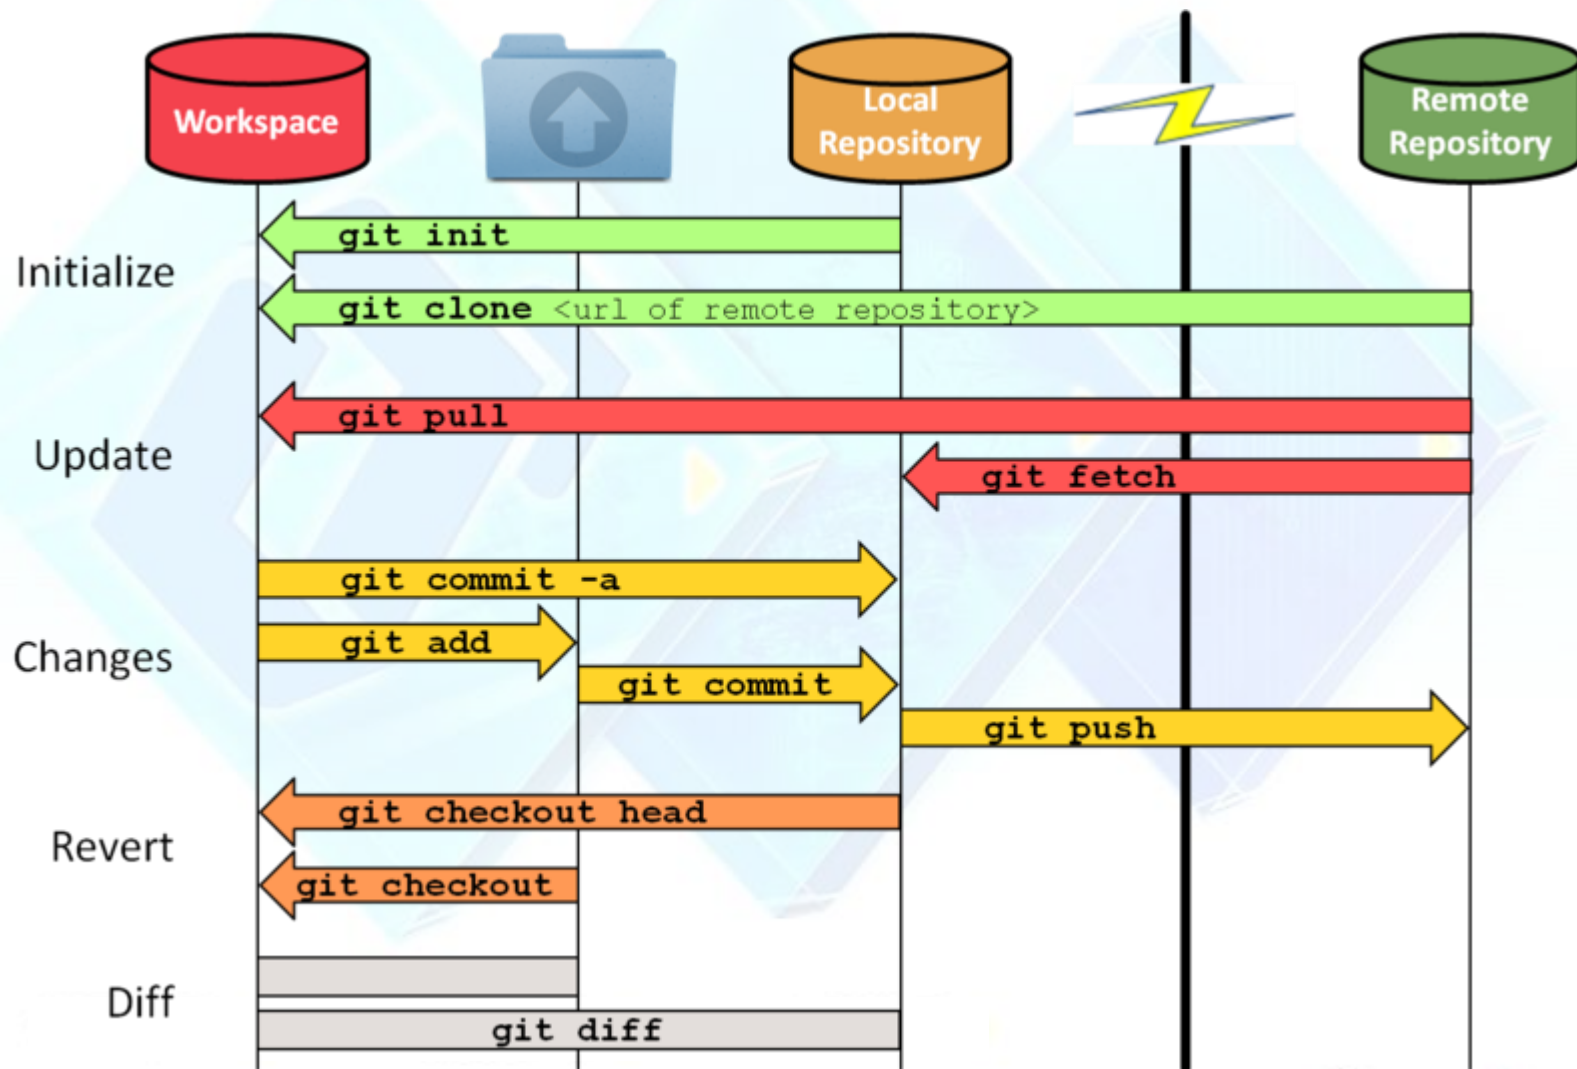 Workspace
Local
Repository
Remote
Repository
Initialize
git init
git clone <url of remote repository>
Update
git pull
git fetch
Changes
git commit -a
git add
git commit
git push
Revert
git checkout head
git checkout
Diff
git diff